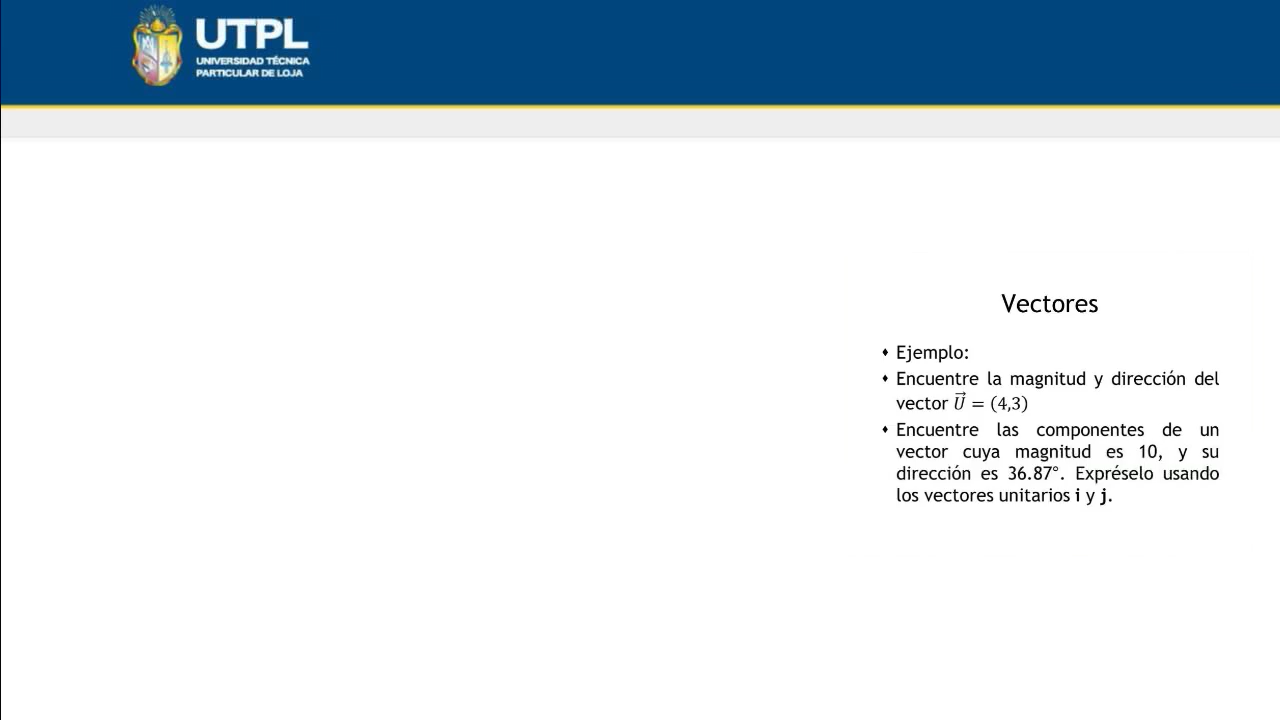 UTPL
UNIVERSIDAD TÉCNICA
PARTICULAR DE LOJA
Vectores
Ejemplo:
Encuentre la magnitud y dirección del
vector U⃗ = (4,3)
Encuentre las componentes de un
vector cuya magnitud es 10, y su
dirección es 36.87°. Expréselo usando
los vectores unitarios i y j.